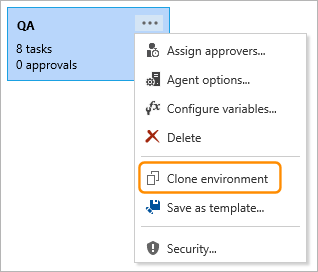 QA
8 tasks
0 approvals
Assign approvers...
Agent options...
Configure variables...
Delete
Clone environment
Save as template...
Security...